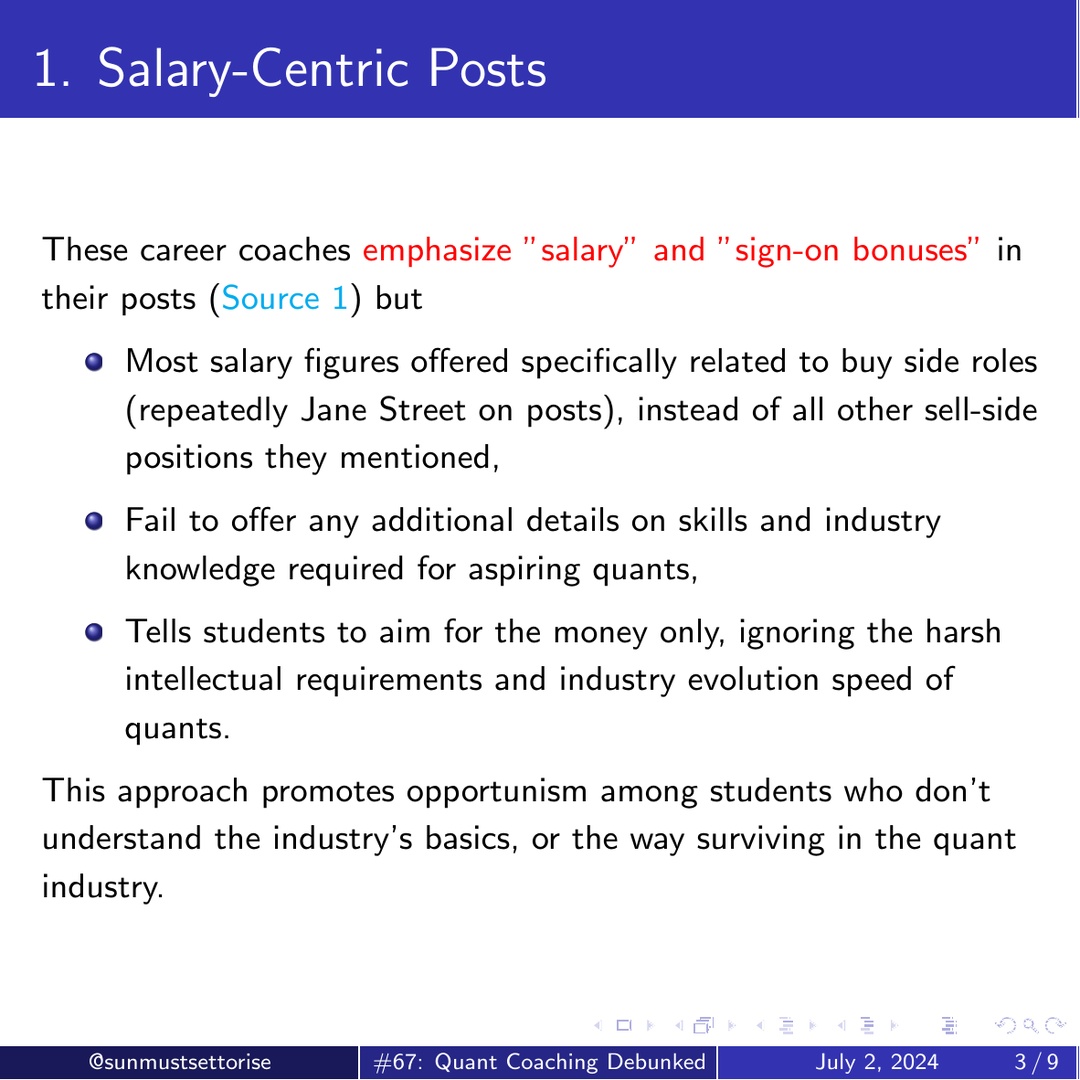 1. Salary-Centric Posts
These career coaches emphasize ”salary” and ”sign-on bonuses” in
their posts (Source 1) but
Most salary figures offered specifically related to buy side roles
(repeatedly Jane Street on posts), instead of all other sell-side
positions they mentioned,
Fail to offer any additional details on skills and industry
knowledge required for aspiring quants,
Tells students to aim for the money only, ignoring the harsh
intellectual requirements and industry evolution speed of
quants.
This approach promotes opportunism among students who don't
understand the industry's basics, or the way surviving in the quant
industry.
@sunmustsettorise #67: Quant Coaching Debunked July 2, 2024 3 / 9